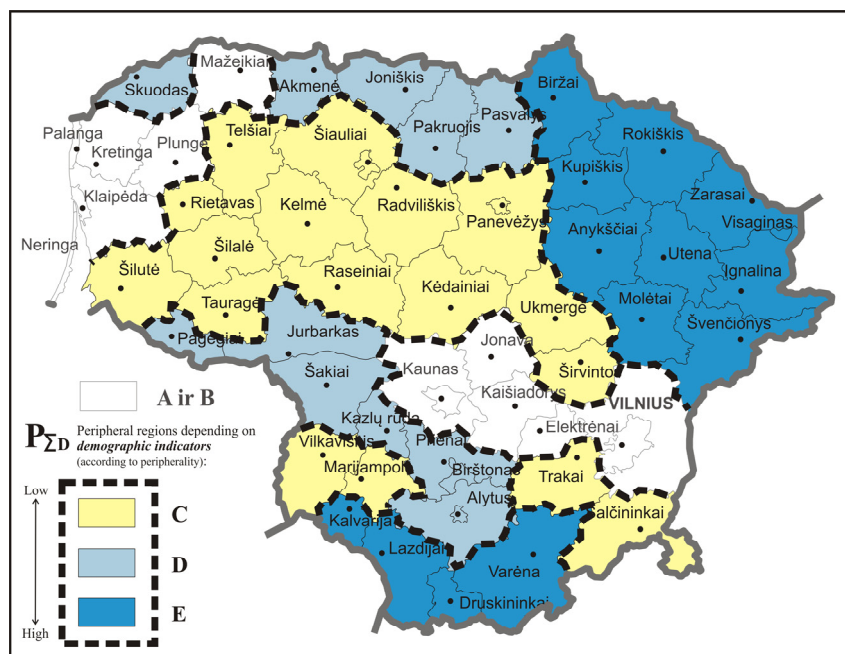 Mažeikiai
Skuodas
Akmenė
Joniškis
Biržai
Palanga
Plungė
Telšiai
Šiauliai
Pakruojis
Pasvalys
Rokiškis
Kretinga
Kupiškis
Klaipėda
Rietavas
Kelmė
Radviliškis
Panevėžys
Zarasai
Visaginas
Neringa
Šilalė
Anykščiai
Utena
Šilutė
Raseiniai
Kėdainiai
Ignalina
Tauragė
Ukmergė
Molėtai
Pagėgiai
Jurbarkas
Jonava
Švenčionys
Šakiai
Kaunas
Širvinto
Kaišiadorys
VILNIUS
A ir B
Kazlų rūda
Elektrėnai
PΣD
Peripheral regions depending on
demographic indicators
(according to peripherality):
Vilkaviškis
Prienai
Marijampolė
Birštonas
Trakai
Low
C
Alytus
alčininkai
Kalvarija
D
Lazdijai
Varėna
High
E
Druskininkai